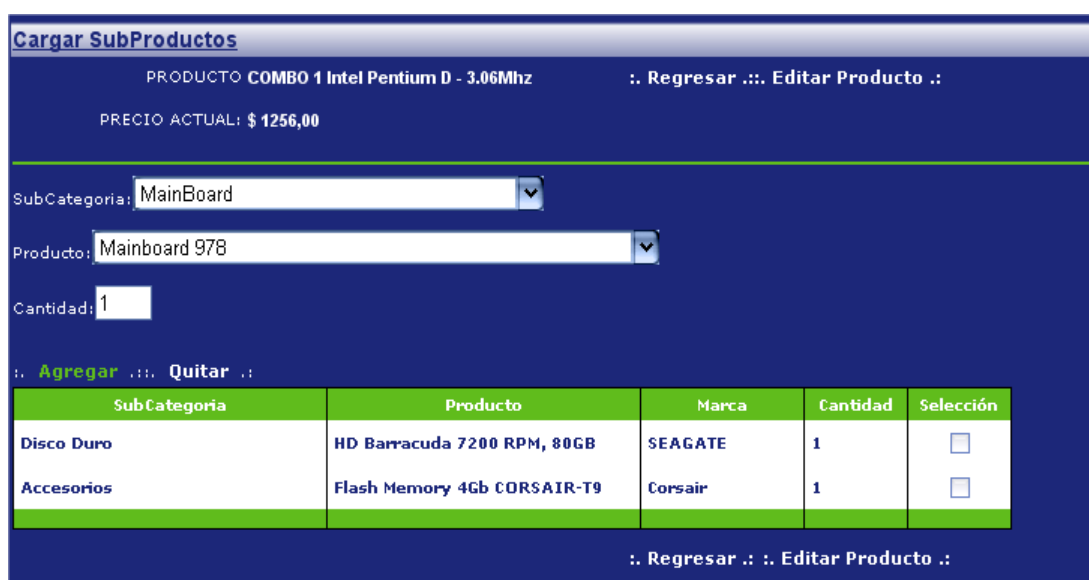 Cargar SubProductos
PRODUCTO COMBO 1 Intel Pentium D - 3.06Mhz :. Regresar .::. Editar Producto .:
PRECIO ACTUAL: $ 1256,00
SubCategoria: MainBoard
Producto: Mainboard 978
Cantidad: 1
:. Agregar .::. Quitar .:
SubCategoria Producto Marca Cantidad Selección
Disco Duro HD Barracuda 7200 RPM, 80GB SEAGATE 1
Accesorios Flash Memory 4Gb CORSAIR-T9 Corsair 1
:. Regresar .: :. Editar Producto .: